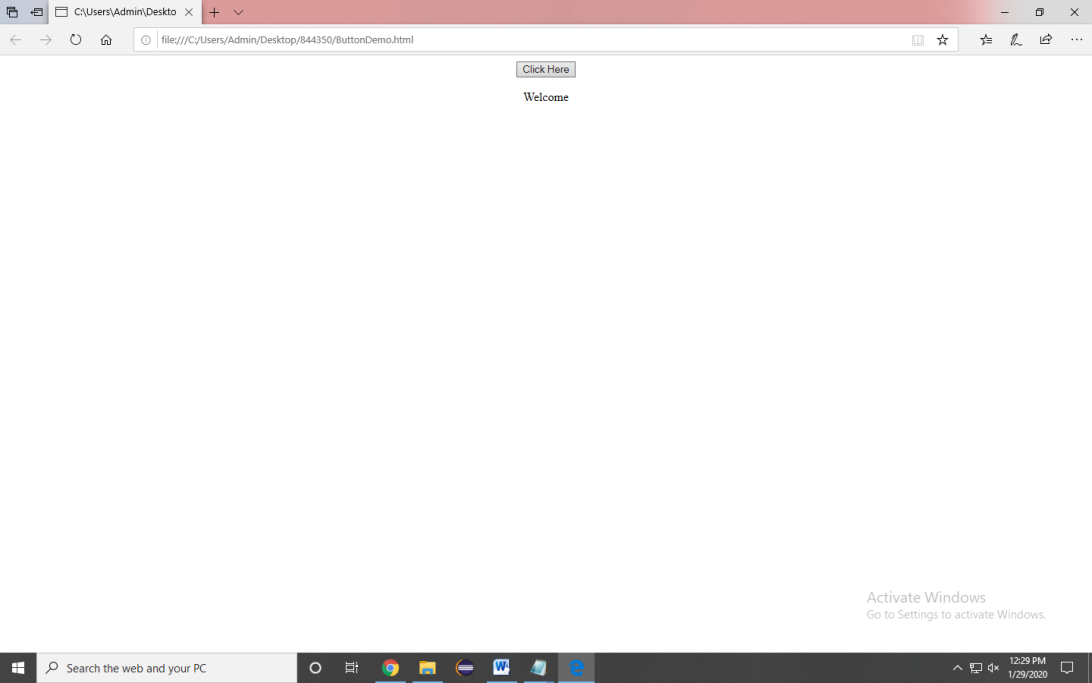 C:\Users\Admin\Deskto
file:///C:/Users/Admin/Desktop/844350/ButtonDemo.html
Click Here
Welcome
Activate Windows
Go to Settings to activate Windows.
Search the web and your PC
12:29 PM
1/29/2020